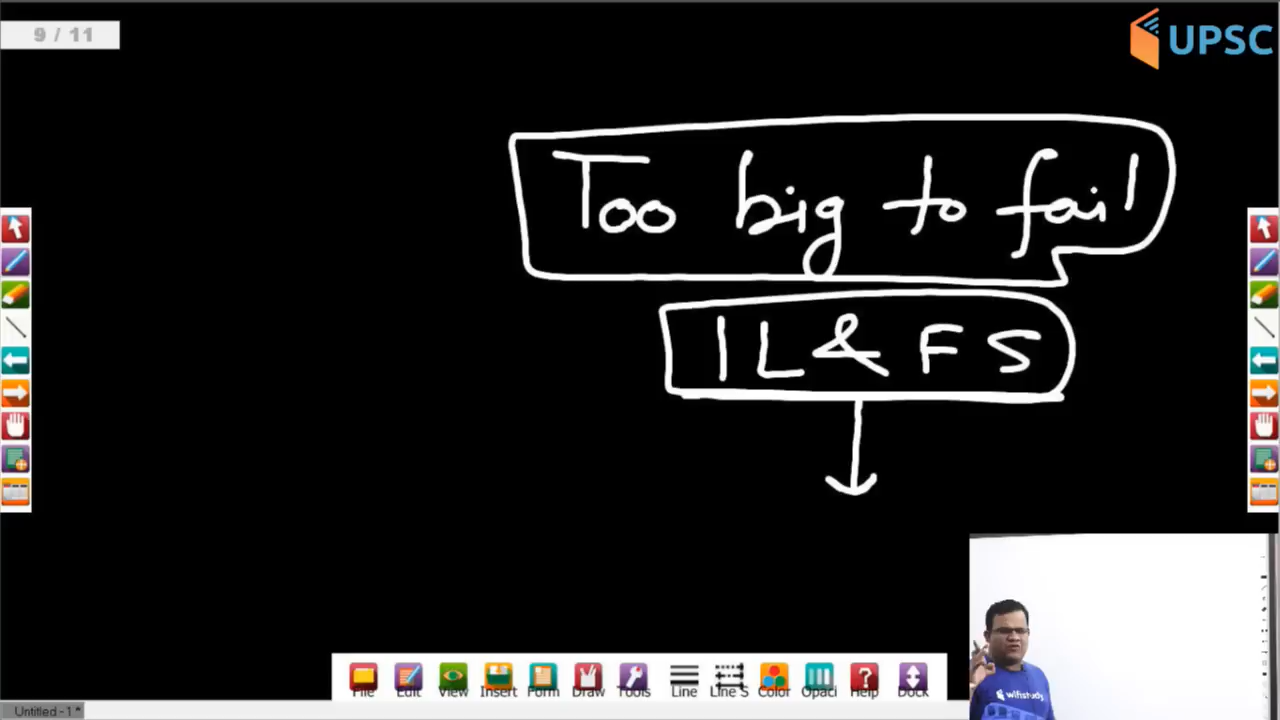 9 / 11
UPSC
Too big to fail
IL & FS
wifistudy
File Edit View Insert Form Draw Tools Line Line S Color Opaci Help Dock
Untitled - 1 *